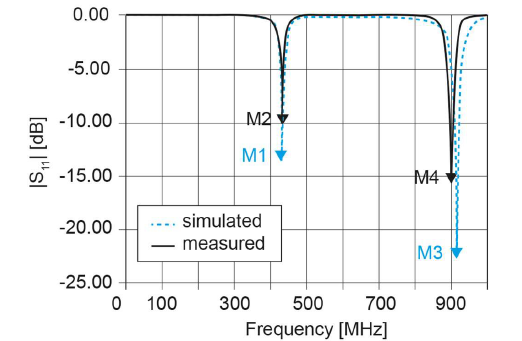 0.00
-5.00
-10.00
-15.00
-20.00
-25.00
|S11| [dB]
M2
M1
M4
M3
simulated
measured
0 100 300 500 700 900
Frequency [MHz]